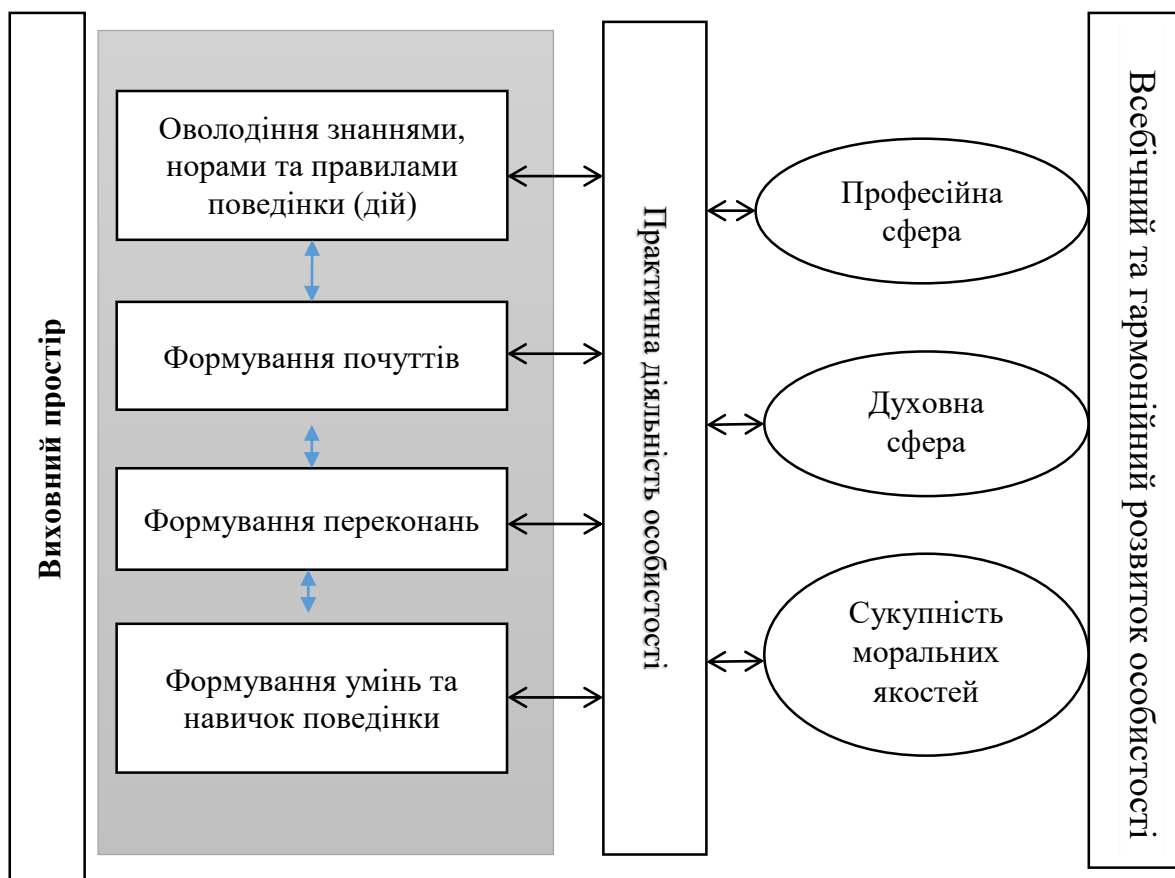 Виховний простір
Оволодіння знаннями,
норами та правилами
поведінки (дій)
Формування почуттів
Формування переконань
Формування умінь та
навичок поведінки
Практична діяльність особистості
Професійна
сфера
Духовна
сфера
Сукупність
моральних
якостей
Всебічний та гармонійний розвиток особистості